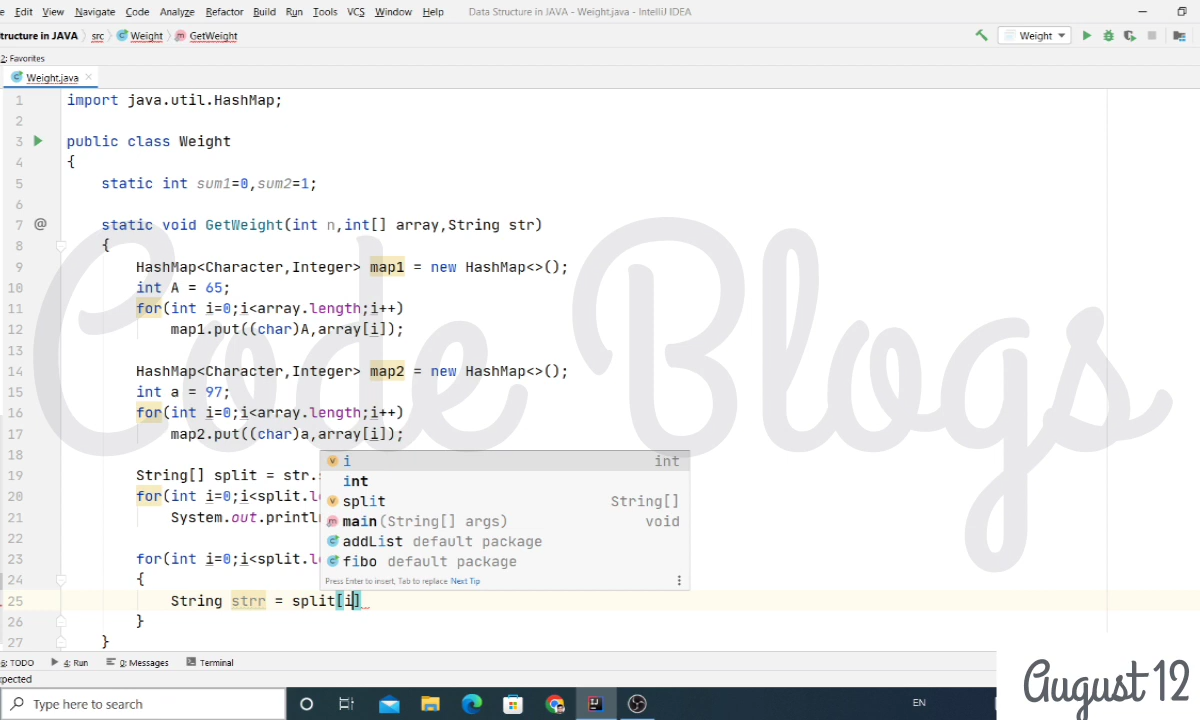 e Edit View Navigate Code Analyze Refactor Build Run Tools VCS Window Help Data Structure in JAVA - Weight.java - IntelliJ IDEA
tructure in JAVA src Weight GetWeight Weight
2: Favorites
Weight.java
1 import java.util.HashMap;
2
3 public class Weight
4 {
5 static int sum1=0,sum2=1;
6
7 @ static void GetWeight(int n,int[] array,String str)
8 {
9 HashMap<Character,Integer> map1 = new HashMap<>();
10 int A = 65;
11 for(int i=0;i<array.length;i++)
12 map1.put((char)A,array[i]);
13
14 HashMap<Character,Integer> map2 = new HashMap<>();
15 int a = 97;
16 for(int i=0;i<array.length;i++)
17 map2.put((char)a,array[i]);
18
19 String[] split = str.
20 for(int i=0;i<split.l
21 System.out.println
22
23 for(int i=0;i<split.l
24 {
25 String strr = split[i]
26 }
27 }
i int
int
split String[]
main(String[] args) void
addList default package
fibo default package
Press Enter to insert, Tab to replace Next Tip
Code Blogs
6: TODO 4: Run 0: Messages Terminal
xpected
Type here to search
EN
August 12